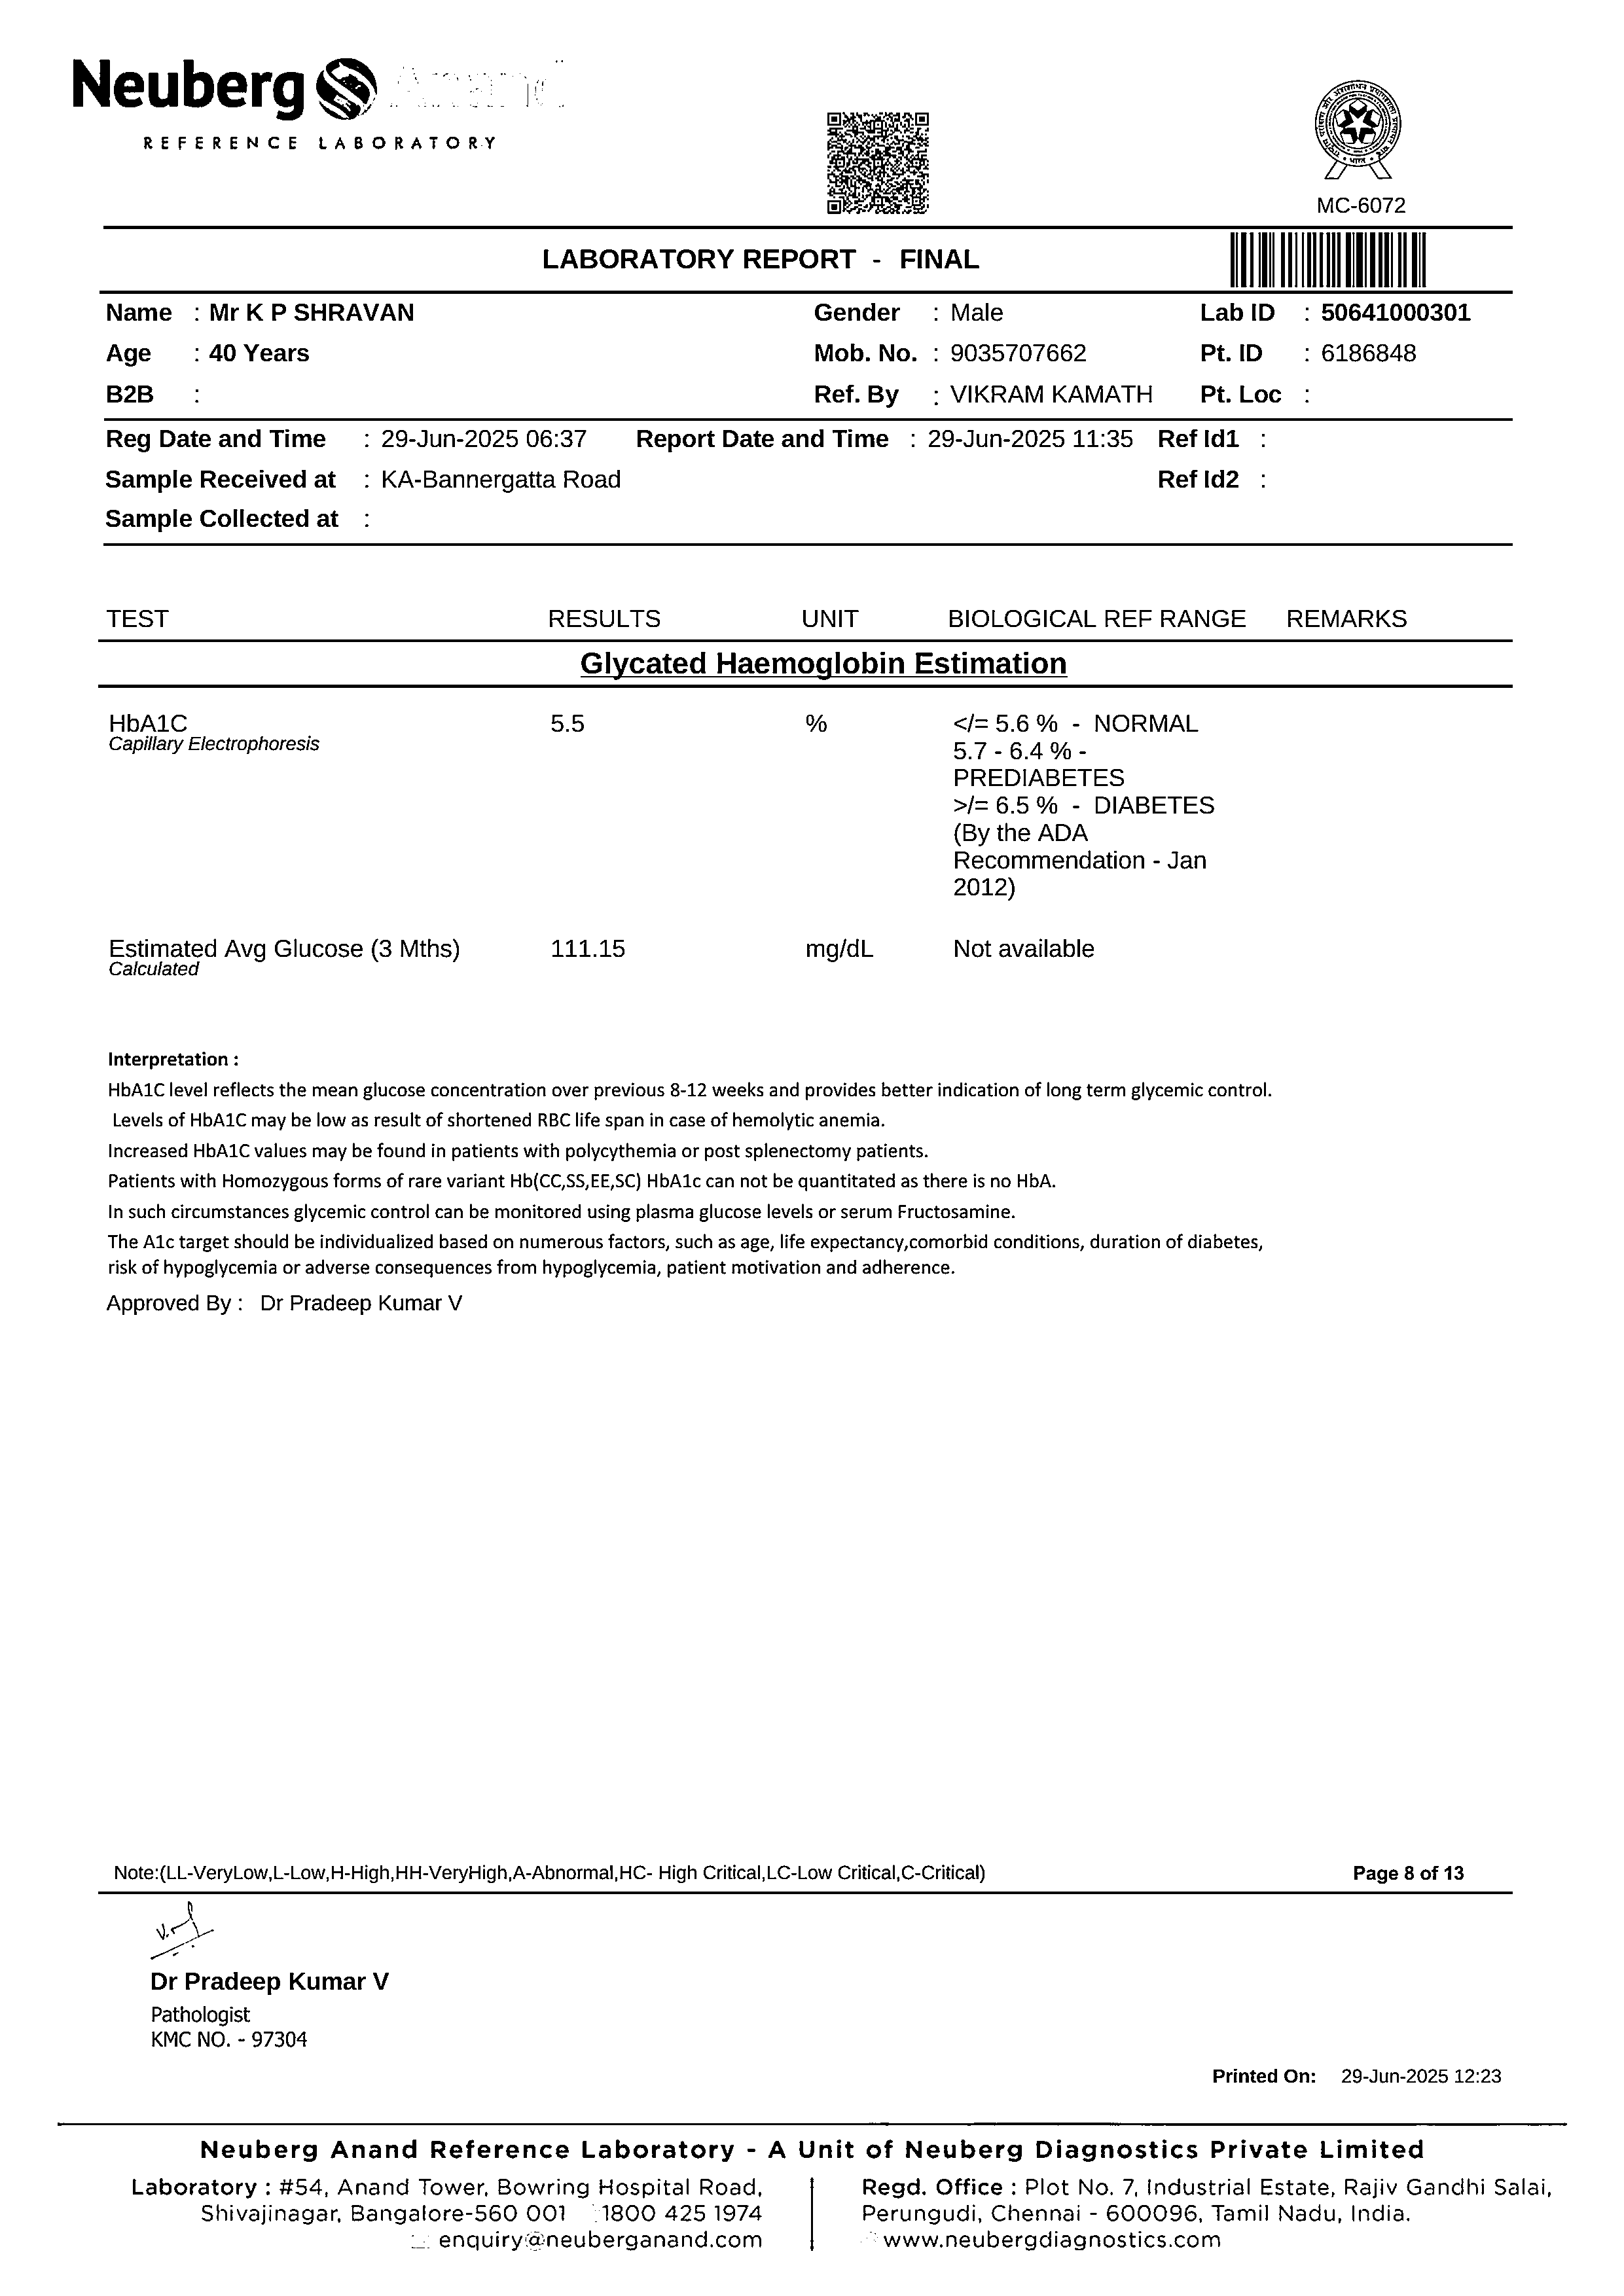 Neuberg Anand
REFERENCE LABORATORY
MC-6072
LABORATORY REPORT - FINAL
Name : Mr K P SHRAVAN Gender : Male Lab ID : 50641000301
Age : 40 Years Mob. No. : 9035707662 Pt. ID : 6186848
B2B : Ref. By : VIKRAM KAMATH Pt. Loc :
Reg Date and Time : 29-Jun-2025 06:37 Report Date and Time : 29-Jun-2025 11:35 Ref Id1 :
Sample Received at : KA-Bannergatta Road Ref Id2 :
Sample Collected at :
TEST RESULTS UNIT BIOLOGICAL REF RANGE REMARKS
Glycated Haemoglobin Estimation
HbA1C 5.5 % </= 5.6 % - NORMAL
Capillary Electrophoresis
5.7 - 6.4 % -
PREDIABETES
>/= 6.5 % - DIABETES
(By the ADA
Recommendation - Jan
2012)
Estimated Avg Glucose (3 Mths) 111.15 mg/dL Not available
Calculated
Interpretation :
HbA1C level reflects the mean glucose concentration over previous 8-12 weeks and provides better indication of long term glycemic control.
Levels of HbA1C may be low as result of shortened RBC life span in case of hemolytic anemia.
Increased HbA1C values may be found in patients with polycythemia or post splenectomy patients.
Patients with Homozygous forms of rare variant Hb(CC,SS,EE,SC) HbA1c can not be quantitated as there is no HbA.
In such circumstances glycemic control can be monitored using plasma glucose levels or serum Fructosamine.
The A1c target should be individualized based on numerous factors, such as age, life expectancy,comorbid conditions, duration of diabetes,
risk of hypoglycemia or adverse consequences from hypoglycemia, patient motivation and adherence.
Approved By : Dr Pradeep Kumar V
Note:(LL-VeryLow,L-Low,H-High,HH-VeryHigh,A-Abnormal,HC- High Critical,LC-Low Critical,C-Critical) Page 8 of 13
Dr Pradeep Kumar V
Pathologist
KMC NO. - 97304
Printed On: 29-Jun-2025 12:23
Neuberg Anand Reference Laboratory - A Unit of Neuberg Diagnostics Private Limited
Laboratory : #54, Anand Tower, Bowring Hospital Road,
Shivajinagar, Bangalore-560 001 1800 425 1974
enquiry@neuberganand.com
Regd. Office : Plot No. 7, Industrial Estate, Rajiv Gandhi Salai,
Perungudi, Chennai - 600096, Tamil Nadu, India.
www.neubergdiagnostics.com